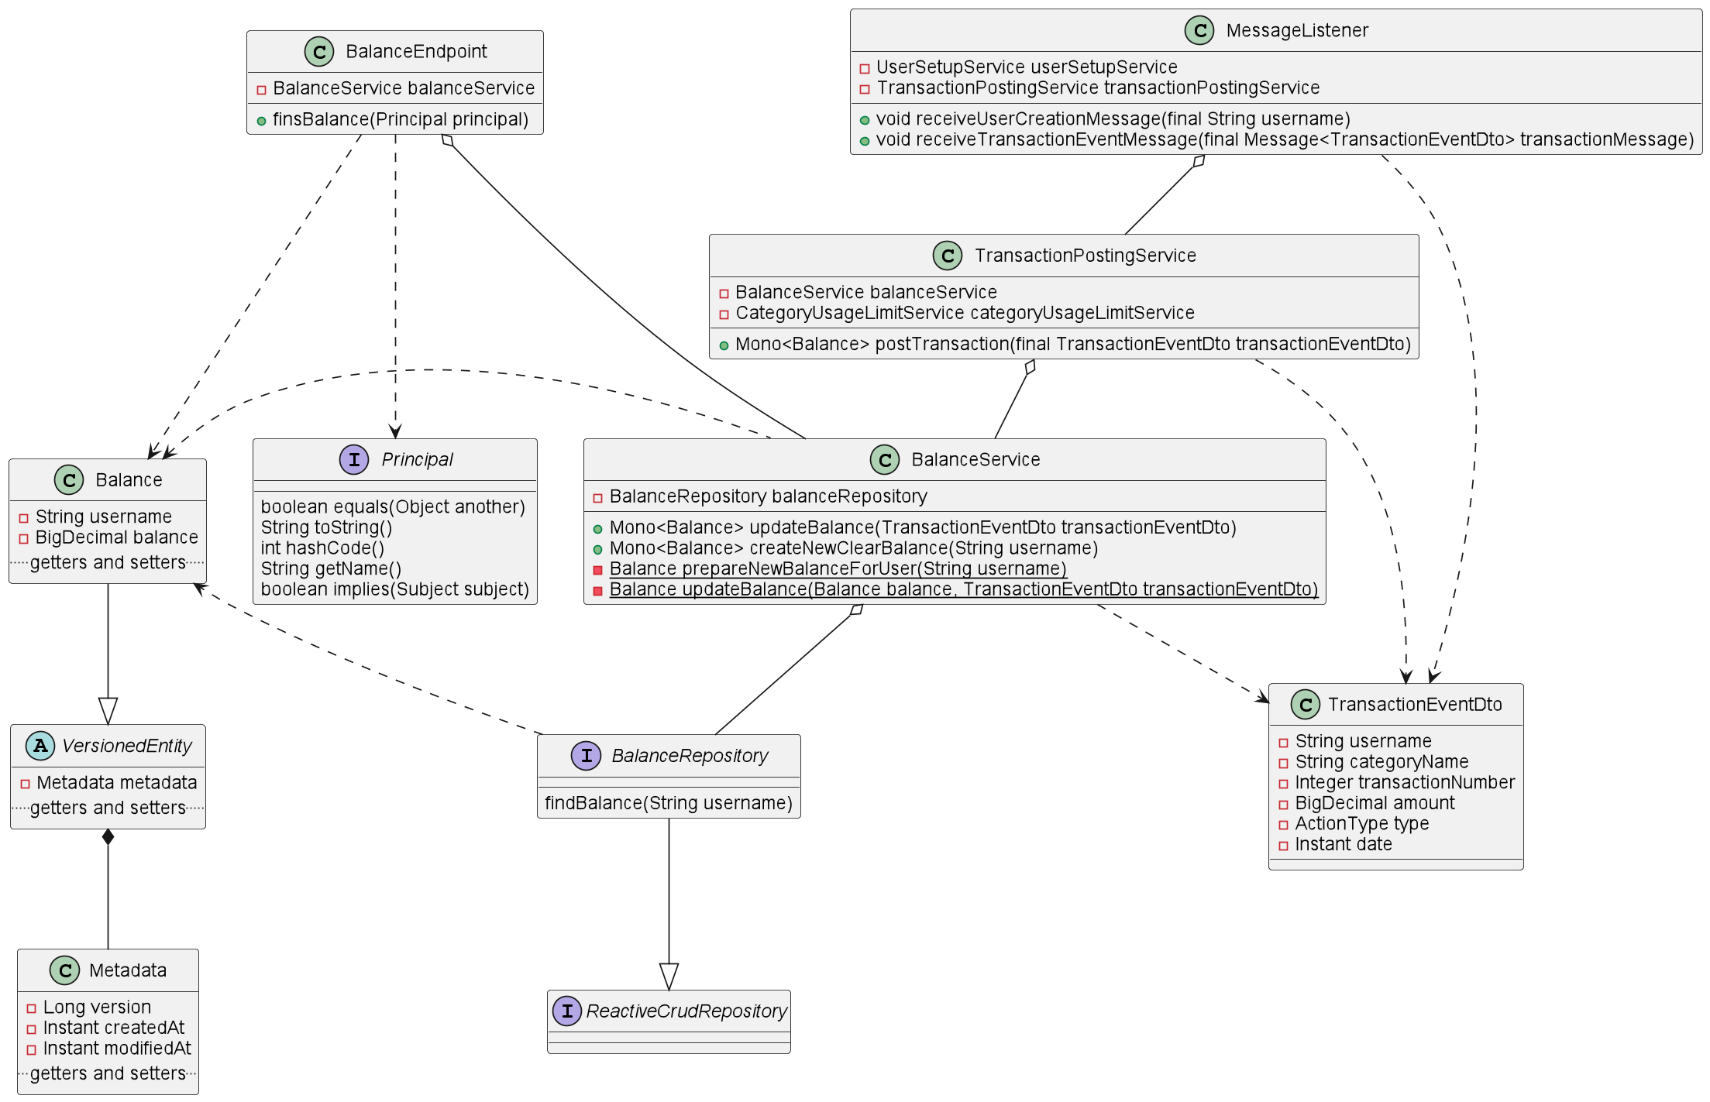 C BalanceEndpoint
BalanceService balanceService
finsBalance(Principal principal)
C MessageListener
UserSetupService userSetupService
TransactionPostingService transactionPostingService
void receiveUserCreationMessage(final String username)
void receiveTransactionEventMessage(final Message<TransactionEventDto> transactionMessage)
C TransactionPostingService
BalanceService balanceService
CategoryUsageLimitService categoryUsageLimitService
Mono<Balance> postTransaction(final TransactionEventDto transactionEventDto)
C Balance
String username
BigDecimal balance
getters and setters
I Principal
boolean equals(Object another)
String toString()
int hashCode()
String getName()
boolean implies(Subject subject)
C BalanceService
BalanceRepository balanceRepository
Mono<Balance> updateBalance(TransactionEventDto transactionEventDto)
Mono<Balance> createNewClearBalance(String username)
Balance prepareNewBalanceForUser(String username)
Balance updateBalance(Balance balance, TransactionEventDto transactionEventDto)
A VersionedEntity
Metadata metadata
getters and setters
I BalanceRepository
findBalance(String username)
C TransactionEventDto
String username
String categoryName
Integer transactionNumber
BigDecimal amount
ActionType type
Instant date
C Metadata
Long version
Instant createdAt
Instant modifiedAt
getters and setters
I ReactiveCrudRepository